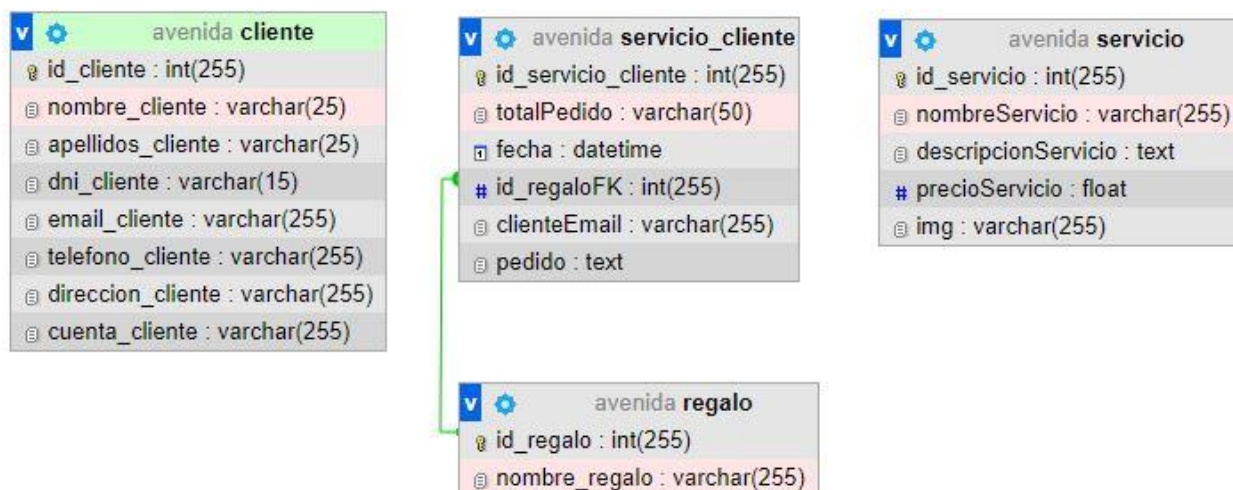 avenida cliente
id_cliente : int(255)
nombre_cliente : varchar(25)
apellidos_cliente : varchar(25)
dni_cliente : varchar(15)
email_cliente : varchar(255)
telefono_cliente : varchar(255)
direccion_cliente : varchar(255)
cuenta_cliente : varchar(255)
v avenida servicio_cliente
id_servicio_cliente : int(255)
totalPedido : varchar(50)
fecha : datetime
# id_regaloFK : int(255)
clienteEmail : varchar(255)
pedido : text
v avenida servicio
id_servicio : int(255)
nombreServicio : varchar(255)
descripcionServicio : text
# precioServicio : float
img : varchar(255)
v avenida regalo
id_regalo : int(255)
nombre_regalo : varchar(255)